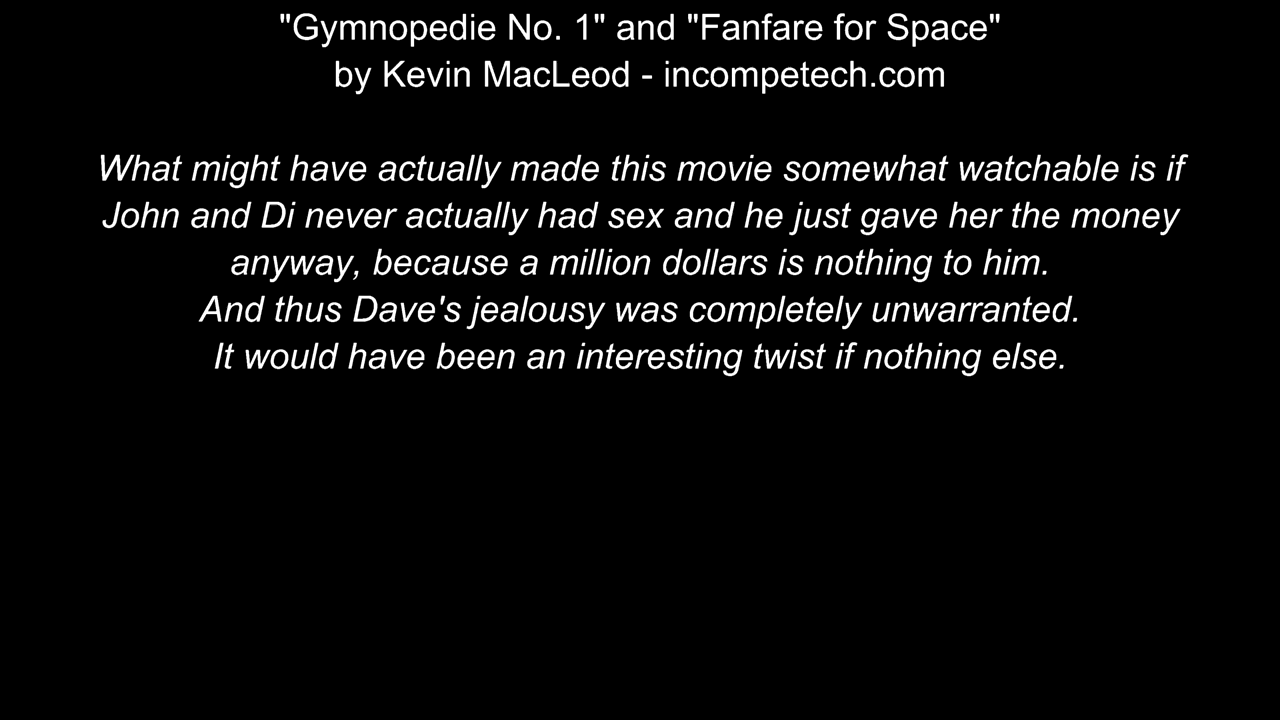 "Gymnopedie No. 1" and "Fanfare for Space"
by Kevin MacLeod - incompetech.com
What might have actually made this movie somewhat watchable is if
John and Di never actually had sex and he just gave her the money
anyway, because a million dollars is nothing to him.
And thus Dave's jealousy was completely unwarranted.
It would have been an interesting twist if nothing else.